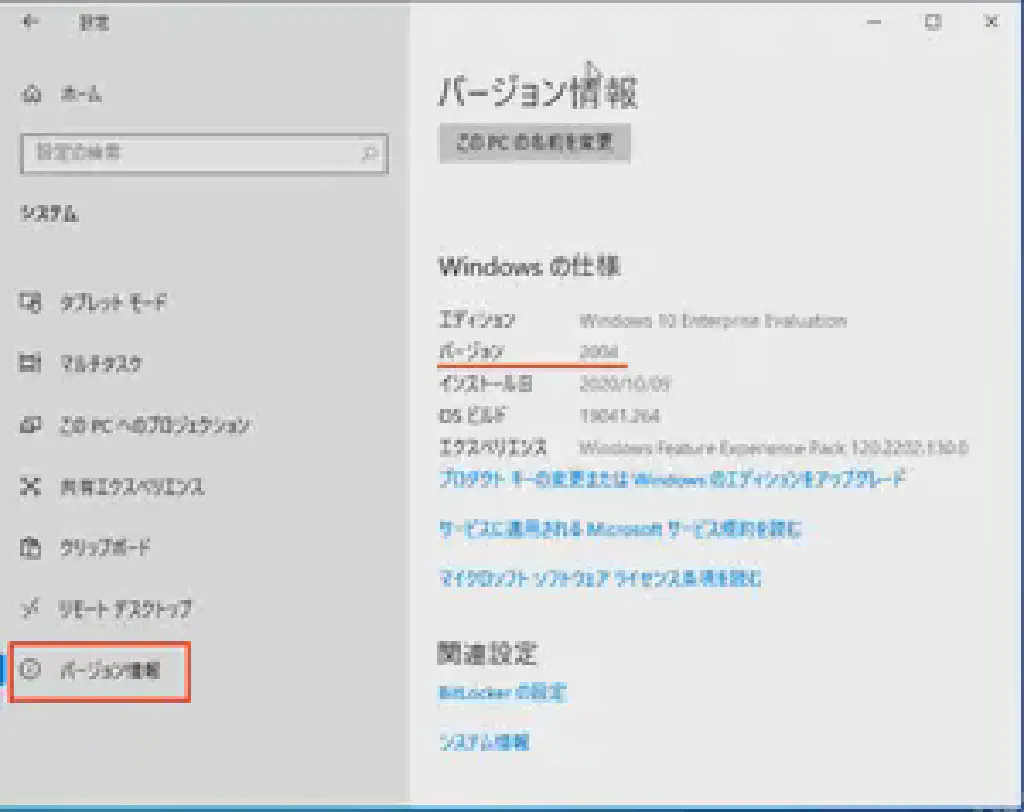 設定
ホーム
設定の検索
システム
タブレット モード
マルチタスク
この PC へのプロジェクション
共有エクスペリエンス
クリップボード
リモート デスクトップ
バージョン情報
バージョン情報
この PC の名前を変更
Windows の仕様
エディション Windows 10 Enterprise Evaluation
バージョン 2004
インストール日 2020/10/09
OS ビルド 19041.264
エクスペリエンス Windows Feature Experience Pack 120.2202.130.0
プロダクト キーの変更または Windows のエディションをアップグレード
サービスに適用される Microsoft サービス規約を読む
マイクロソフト ソフトウェア ライセンス条項を読む
関連設定
BitLocker の設定
システム情報